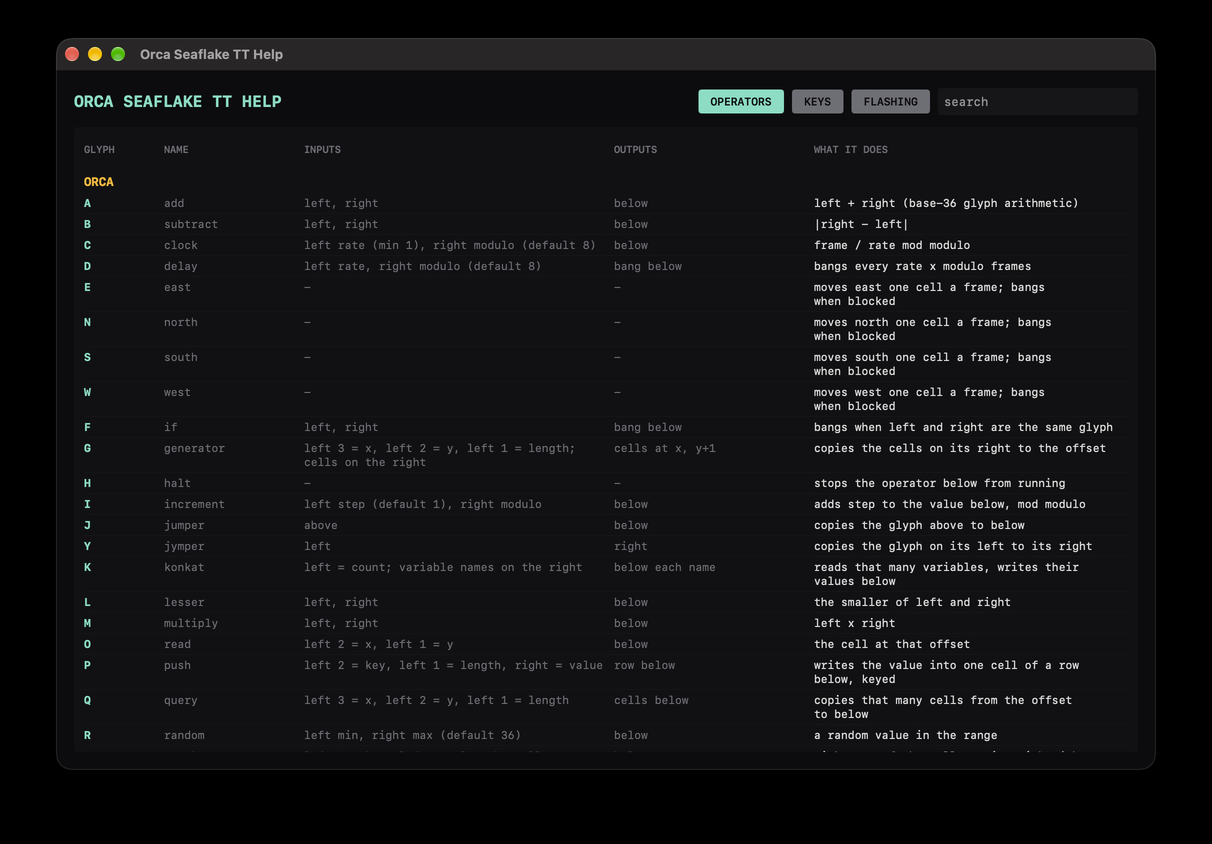 Orca Seaflake TT Help
ORCA SEAFLAKE TT HELP OPERATORS KEYS FLASHING search
GLYPH NAME INPUTS OUTPUTS WHAT IT DOES
ORCA
A add left, right below left + right (base-36 glyph arithmetic)
B subtract left, right below |right - left|
C clock left rate (min 1), right modulo (default 8) below frame / rate mod modulo
D delay left rate, right modulo (default 8) bang below bangs every rate x modulo frames
E east — — moves east one cell a frame; bangs
when blocked
N north — — moves north one cell a frame; bangs
when blocked
S south — — moves south one cell a frame; bangs
when blocked
W west — — moves west one cell a frame; bangs
when blocked
F if left, right bang below bangs when left and right are the same glyph
G generator left 3 = x, left 2 = y, left 1 = length; cells at x, y+1 copies the cells on its right to the offset
cells on the right
H halt — — stops the operator below from running
I increment left step (default 1), right modulo below adds step to the value below, mod modulo
J jumper above below copies the glyph above to below
Y jymper left right copies the glyph on its left to its right
K konkat left = count; variable names on the right below each name reads that many variables, writes their
values below
L lesser left, right below the smaller of left and right
M multiply left, right below left x right
O read left 2 = x, left 1 = y below the cell at that offset
P push left 2 = key, left 1 = length, right = value row below writes the value into one cell of a row
below, keyed
Q query left 3 = x, left 2 = y, left 1 = length cells below copies that many cells from the offset
to below
R random left min, right max (default 36) below a random value in the range